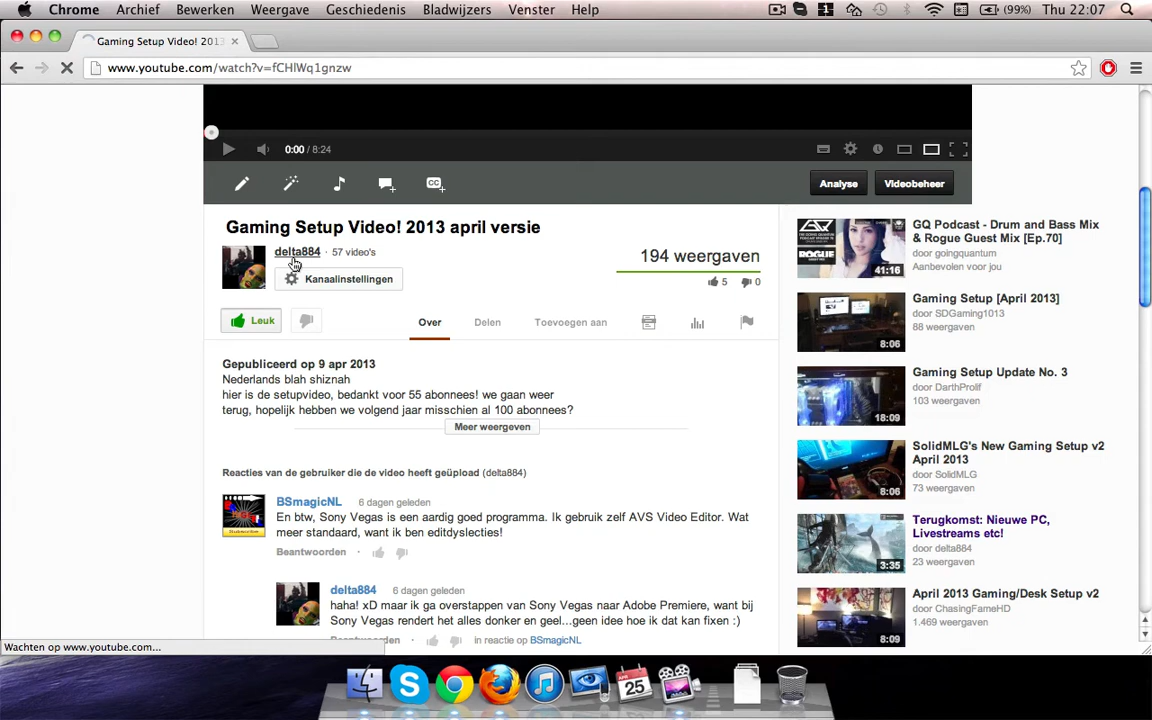 Chrome Archief Bewerken Weergave Geschiedenis Bladwijzers Venster Help 1 (99%) Thu 22:07
Gaming Setup Video! 2013
www.youtube.com/watch?v=fCHlWq1gnzw
0:00 / 8:24
CC
Analyse Videobeheer
Gaming Setup Video! 2013 april versie
delta884 · 57 video's
Kanaalinstellingen
194 weergaven
5 0
Leuk
Over Delen Toevoegen aan
Gepubliceerd op 9 apr 2013
Nederlands blah shiznah
hier is de setupvideo, bedankt voor 55 abonnees! we gaan weer
terug, hopelijk hebben we volgend jaar misschien al 100 abonnees?
Meer weergeven
Reacties van de gebruiker die de video heeft geüpload (delta884)
BSmagicNL 6 dagen geleden
En btw, Sony Vegas is een aardig goed programma. Ik gebruik zelf AVS Video Editor. Wat
meer standaard, want ik ben editdyslecties!
Beantwoorden ·
delta884 6 dagen geleden
haha! xD maar ik ga overstappen van Sony Vegas naar Adobe Premiere, want bij
Sony Vegas rendert het alles donker en geel...geen idee hoe ik dat kan fixen :)
Beantwoorden · in reactie op BSmagicNL
GQ
ROGUE
41:16
GQ Podcast - Drum and Bass Mix
& Rogue Guest Mix [Ep.70]
door goingquantum
Aanbevolen voor jou
8:06
Gaming Setup [April 2013]
door SDGaming1013
88 weergaven
18:09
Gaming Setup Update No. 3
door DarthProlif
103 weergaven
8:06
SolidMLG's New Gaming Setup v2
April 2013
door SolidMLG
73 weergaven
3:35
Terugkomst: Nieuwe PC,
Livestreams etc!
door delta884
23 weergaven
8:09
April 2013 Gaming/Desk Setup v2
door ChasingFameHD
1.469 weergaven
Wachten op www.youtube.com...
APR
25